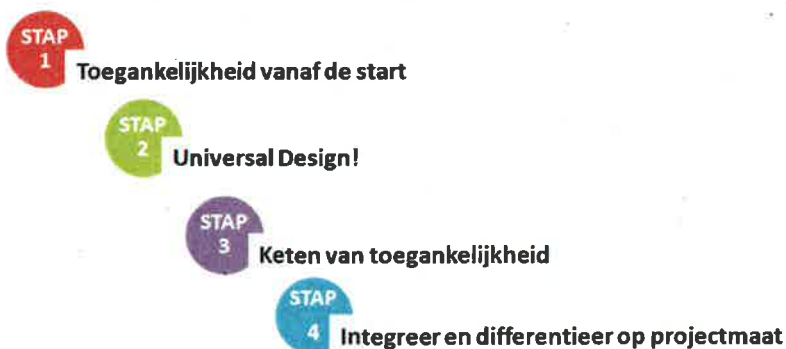 STAP
1
Toegankelijkheid vanaf de start
STAP
2
Universal Design!
STAP
3
Keten van toegankelijkheid
STAP
4
Integreer en differentieer op projectmaat